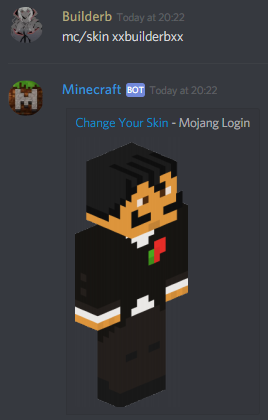 Builderb Today at 20:22
mc/skin xxbuilderbxx
Minecraft BOT Today at 20:22
Change Your Skin - Mojang Login